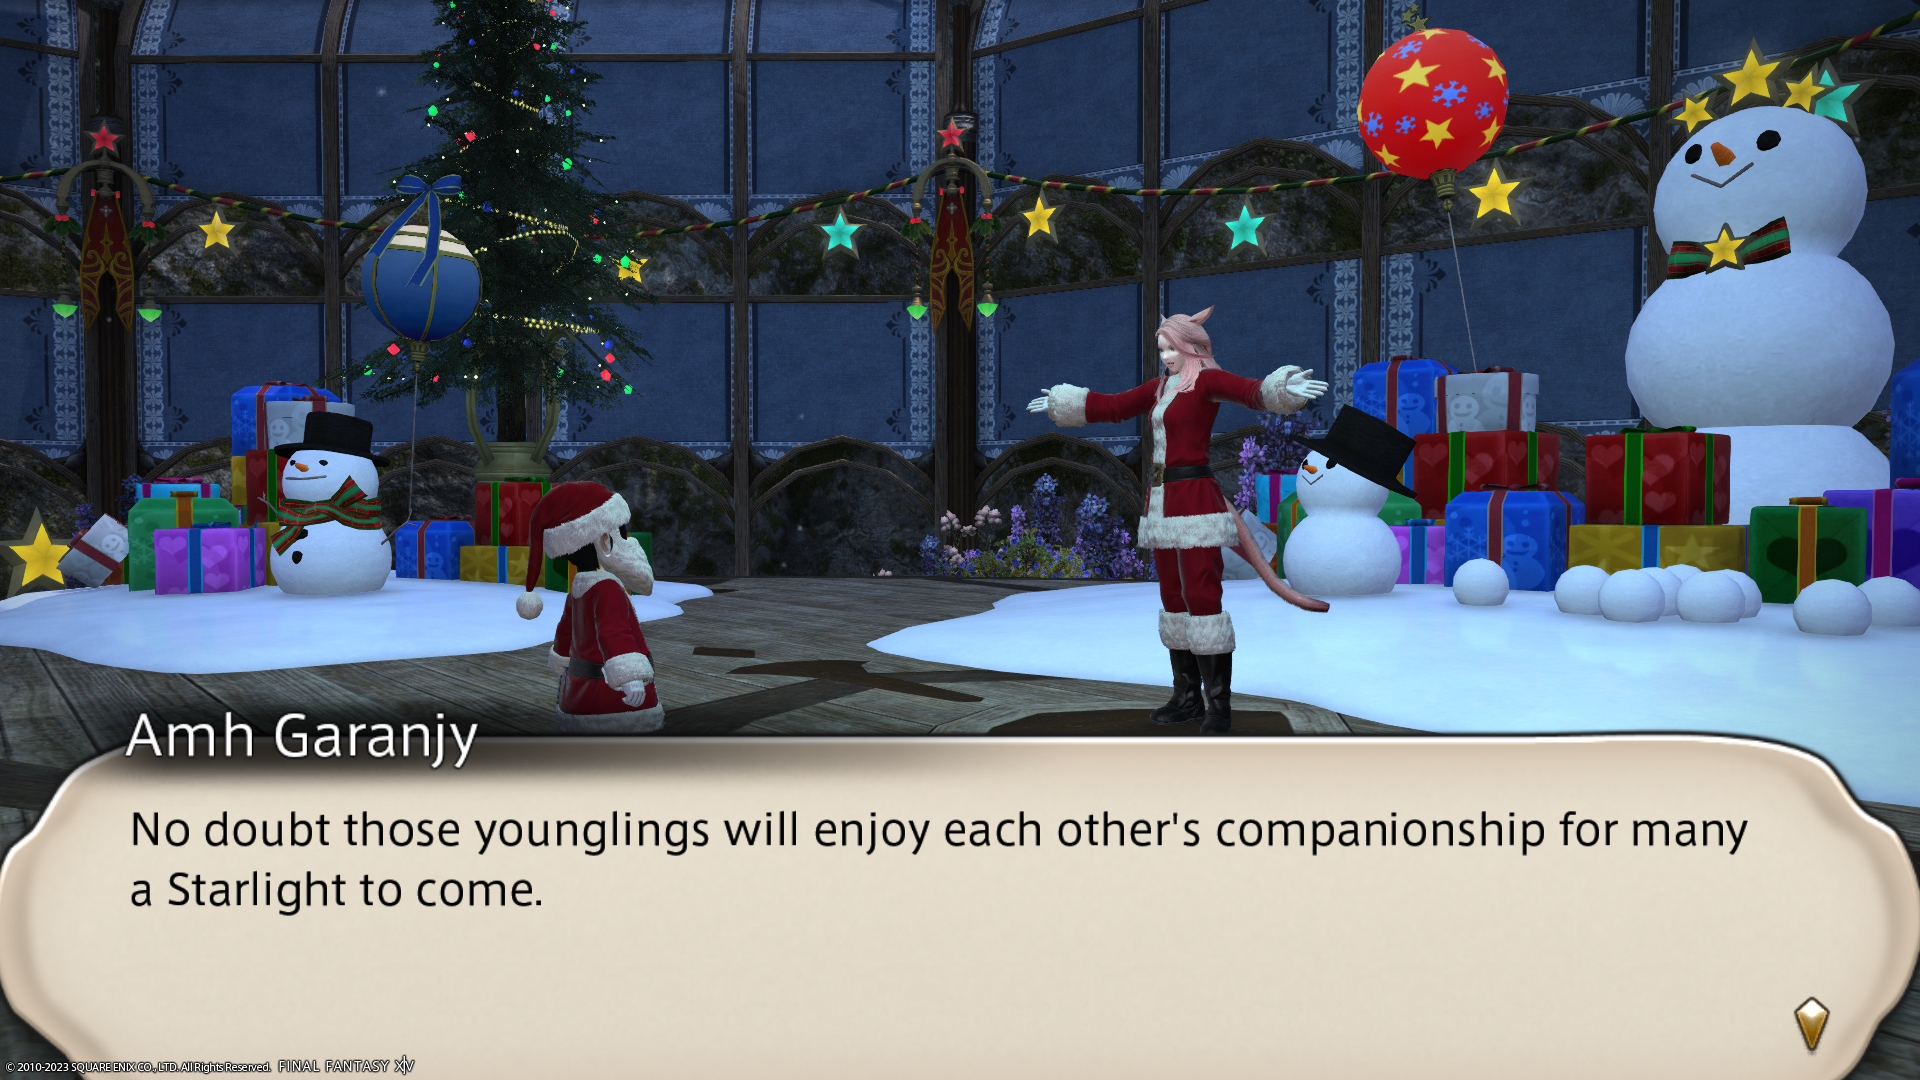 Amh Garanjy
No doubt those younglings will enjoy each other's companionship for many
a Starlight to come.
© 2010-2023 SQUARE ENIX CO., LTD. All Rights Reserved. FINAL FANTASY XIV